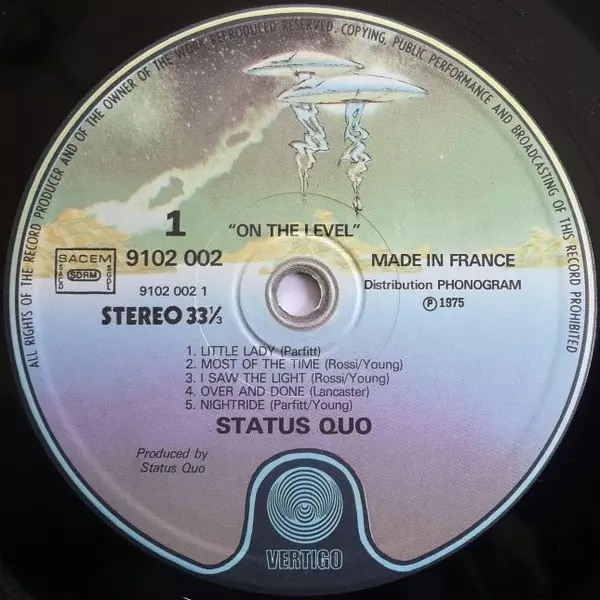 ALL RIGHTS OF THE RECORD PRODUCER AND OF THE OWNER OF THE WORK REPRODUCED RESERVED. COPYING, PUBLIC PERFORMANCE AND BROADCASTING OF THIS RECORD PROHIBITED
1
"ON THE LEVEL"
SACEM
SACD SDRM SGDL
9102 002
MADE IN FRANCE
9102 002 1
Distribution PHONOGRAM
STEREO 33⅓
Ⓟ 1975
1. LITTLE LADY (Parfitt)
2. MOST OF THE TIME (Rossi/Young)
3. I SAW THE LIGHT (Rossi/Young)
4. OVER AND DONE (Lancaster)
5. NIGHTRIDE (Parfitt/Young)
STATUS QUO
Produced by
Status Quo
VERTIGO